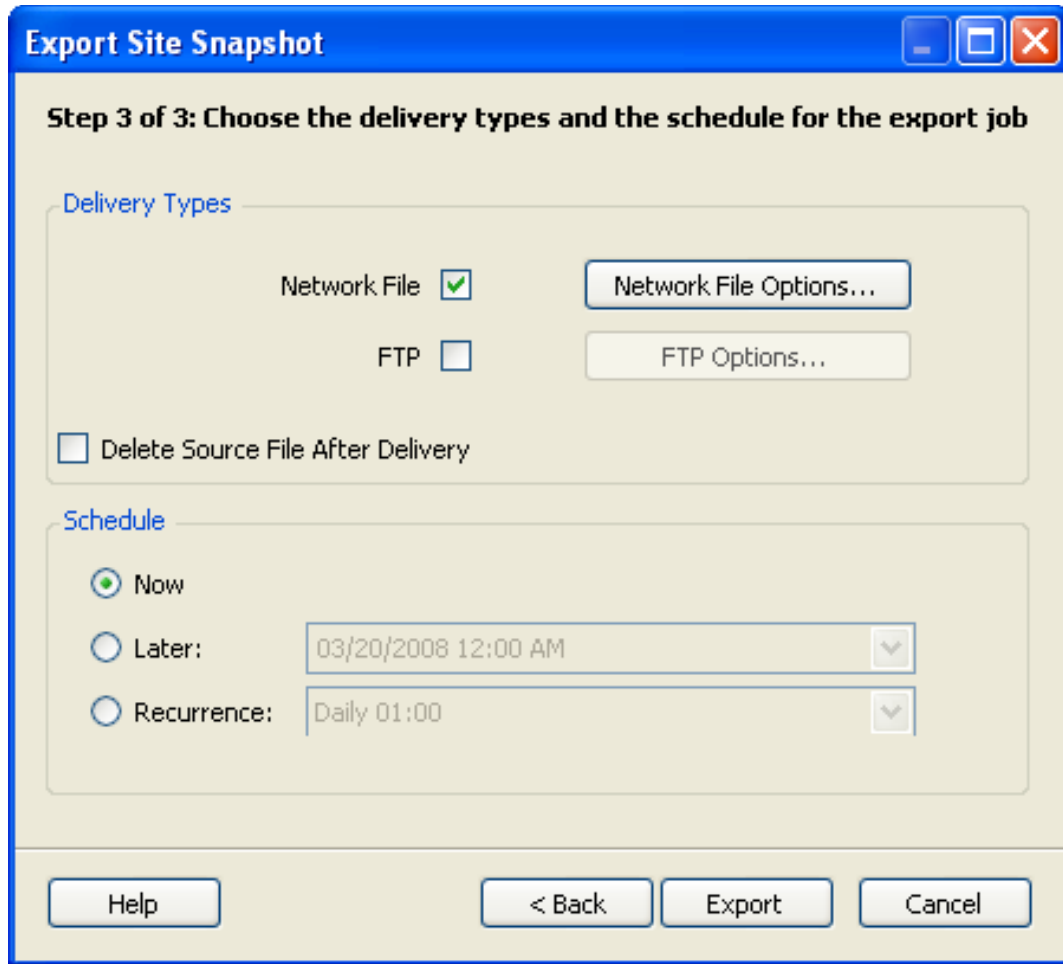 Export Site Snapshot
Step 3 of 3: Choose the delivery types and the schedule for the export job
Delivery Types
Network File Network File Options...
FTP FTP Options...
Delete Source File After Delivery
Schedule
Now
Later: 03/20/2008 12:00 AM
Recurrence: Daily 01:00
Help < Back Export Cancel